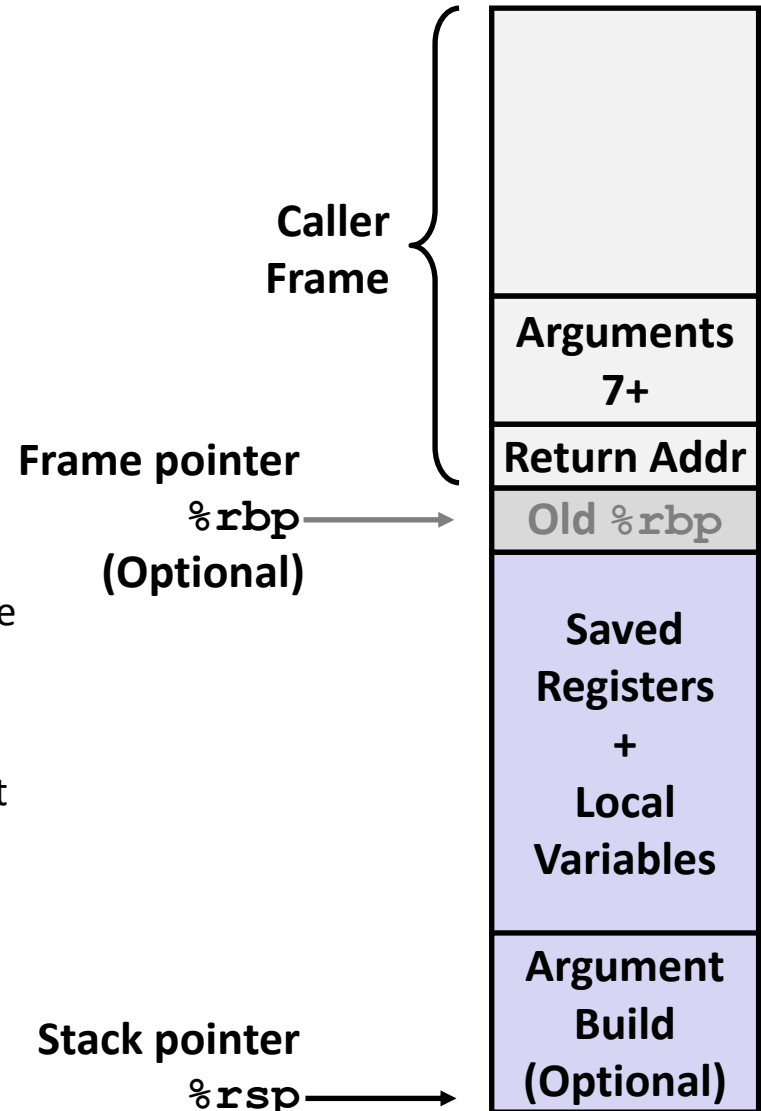 Caller
Frame
Arguments
7+
Return Addr
Frame pointer
%rbp
(Optional)
Old %rbp
e
Saved
Registers
+
Local
Variables
t
Argument
Build
(Optional)
Stack pointer
%rsp